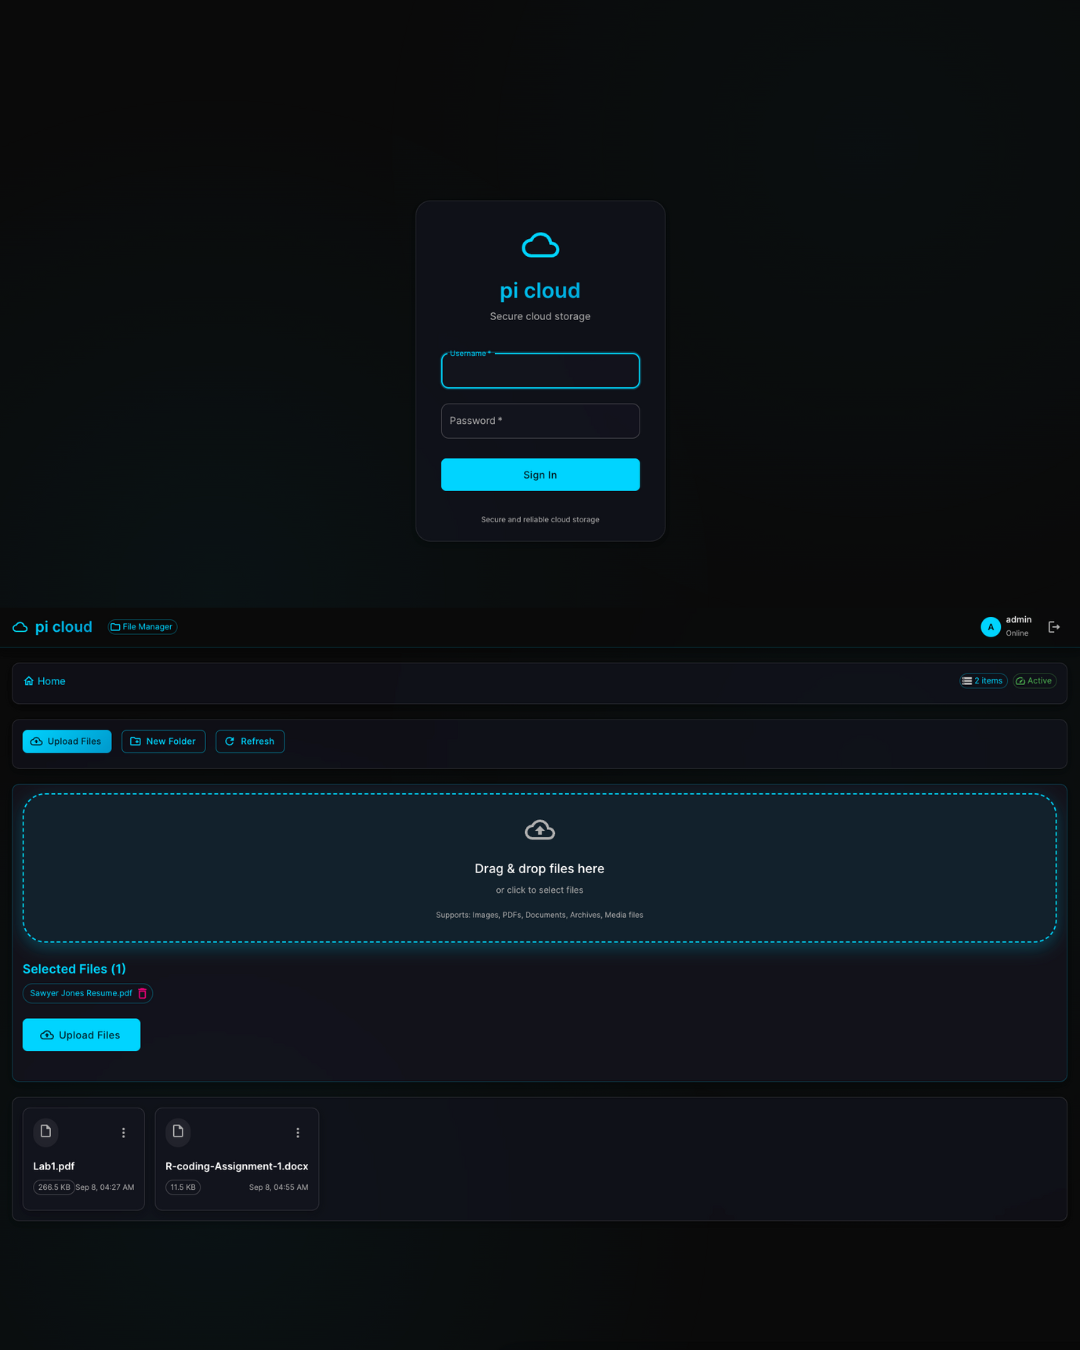 pi cloud
Secure cloud storage
Username *
Password *
Sign In
Secure and reliable cloud storage
pi cloud
File Manager
A
admin
Online
Home
2 items
Active
Upload Files
New Folder
Refresh
Drag & drop files here
or click to select files
Supports: Images, PDFs, Documents, Archives, Media files
Selected Files (1)
Sawyer Jones Resume.pdf
Upload Files
Lab1.pdf
266.5 KB
Sep 8, 04:27 AM
R-coding-Assignment-1.docx
11.5 KB
Sep 8, 04:55 AM